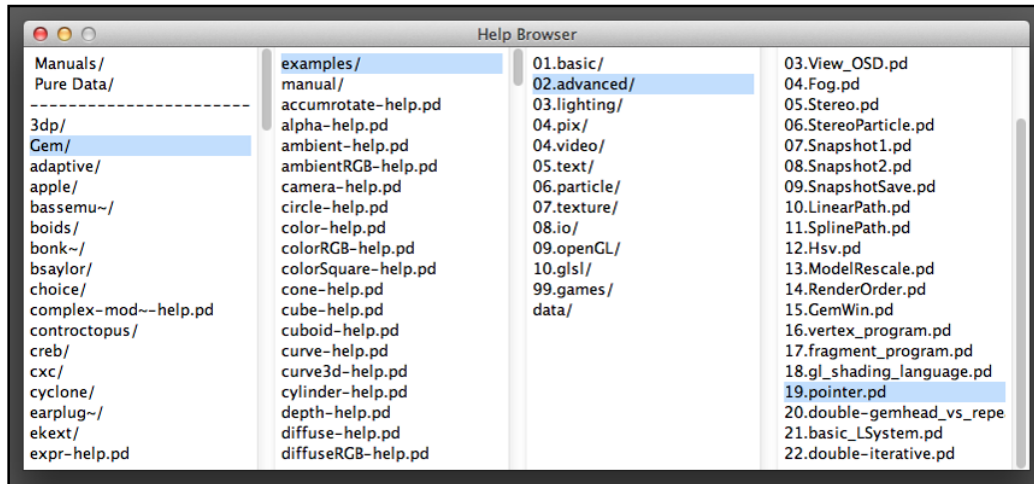 Help Browser
Manuals/
Pure Data/
-----------------------
3dp/
Gem/
adaptive/
apple/
bassemu~/
boids/
bonk~/
bsaylor/
choice/
complex-mod~-help.pd
controctopus/
creb/
cxc/
cyclone/
earplug~/
ekext/
expr-help.pd
examples/
manual/
accumrotate-help.pd
alpha-help.pd
ambient-help.pd
ambientRGB-help.pd
camera-help.pd
circle-help.pd
color-help.pd
colorRGB-help.pd
colorSquare-help.pd
cone-help.pd
cube-help.pd
cuboid-help.pd
curve-help.pd
curve3d-help.pd
cylinder-help.pd
depth-help.pd
diffuse-help.pd
diffuseRGB-help.pd
01.basic/
02.advanced/
03.lighting/
04.pix/
04.video/
05.text/
06.particle/
07.texture/
08.io/
09.openGL/
10.glsl/
99.games/
data/
03.View_OSD.pd
04.Fog.pd
05.Stereo.pd
06.StereoParticle.pd
07.Snapshot1.pd
08.Snapshot2.pd
09.SnapshotSave.pd
10.LinearPath.pd
11.SplinePath.pd
12.Hsv.pd
13.ModelRescale.pd
14.RenderOrder.pd
15.GemWin.pd
16.vertex_program.pd
17.fragment_program.pd
18.gl_shading_language.pd
19.pointer.pd
20.double-gemhead_vs_repe
21.basic_LSystem.pd
22.double-iterative.pd